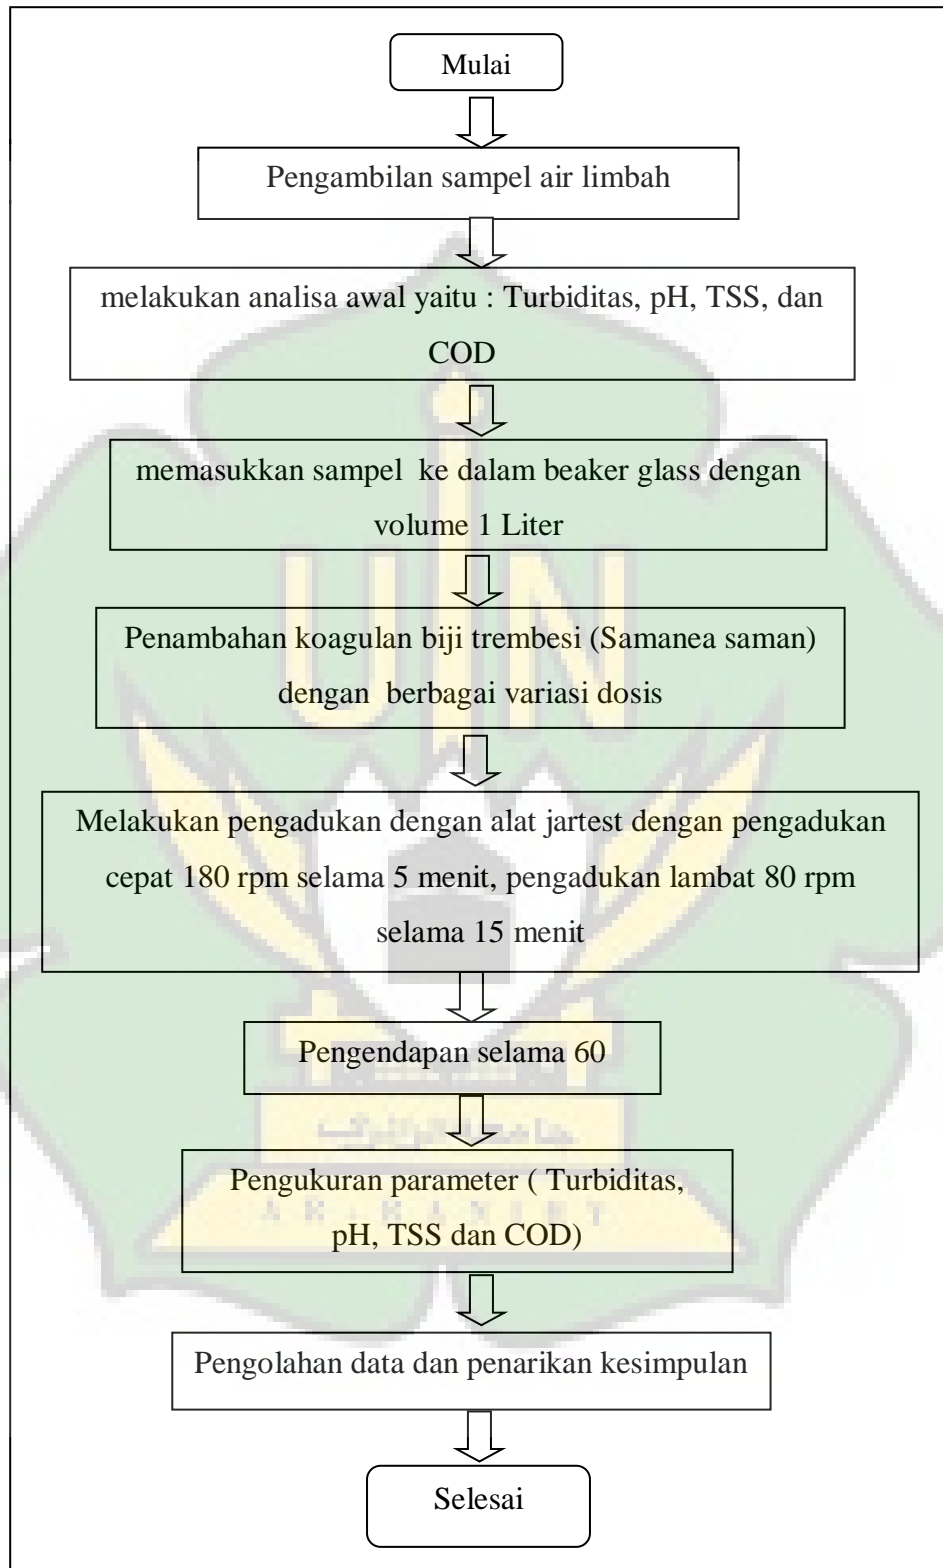 Mulai
Pengambilan sampel air limbah
melakukan analisa awal yaitu : Turbiditas, pH, TSS, dan
COD
memasukkan sampel ke dalam beaker glass dengan
volume 1 Liter
UIN
Penambahan koagulan biji trembesi (Samanea saman)
dengan berbagai variasi dosis
Melakukan pengadukan dengan alat jartest dengan pengadukan
cepat 180 rpm selama 5 menit, pengadukan lambat 80 rpm
selama 15 menit
Pengendapan selama 60
Pengukuran parameter ( Turbiditas,
A R - R A N I R Y
pH, TSS dan COD)
Pengolahan data dan penarikan kesimpulan
Selesai